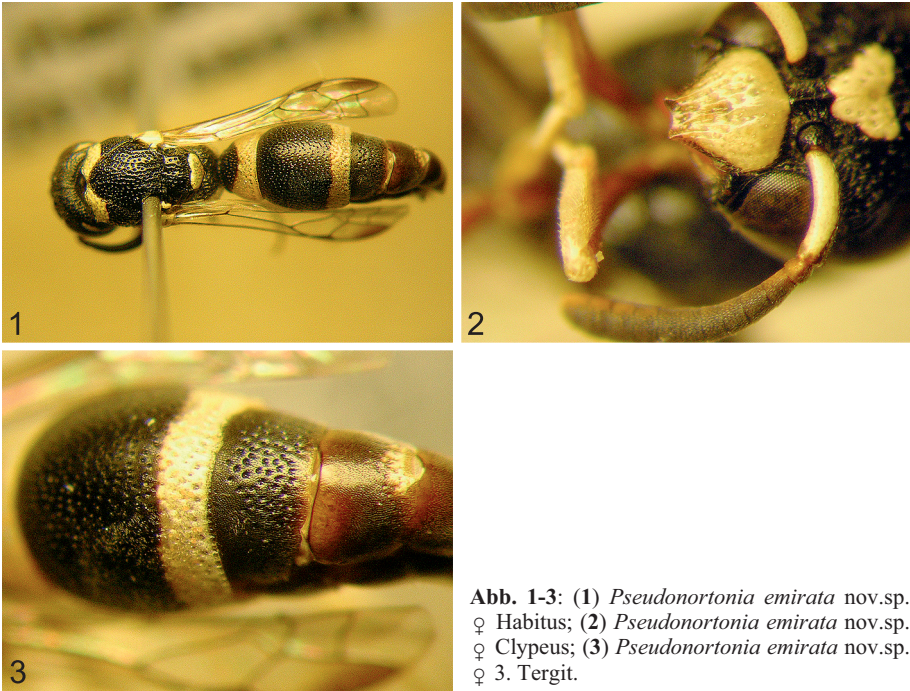 1
2
3
Abb. 1-3: (1) Pseudonortonia emirata nov.sp.
♀ Habitus; (2) Pseudonortonia emirata nov.sp.
♀ Clypeus; (3) Pseudonortonia emirata nov.sp.
♀ 3. Tergit.